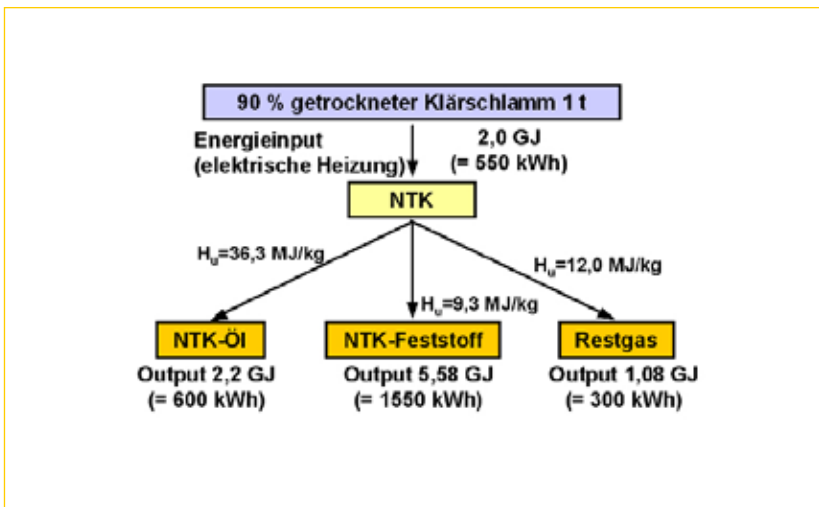 90 % getrockneter Klärschlamm 1 t
Energieinput
(elektrische Heizung)
2,0 GJ
(= 550 kWh)
NTK
Hu=36,3 MJ/kg
Hu=9,3 MJ/kg
Hu=12,0 MJ/kg
NTK-Öl
Output 2,2 GJ
(= 600 kWh)
NTK-Feststoff
Output 5,58 GJ
(= 1550 kWh)
Restgas
Output 1,08 GJ
(= 300 kWh)